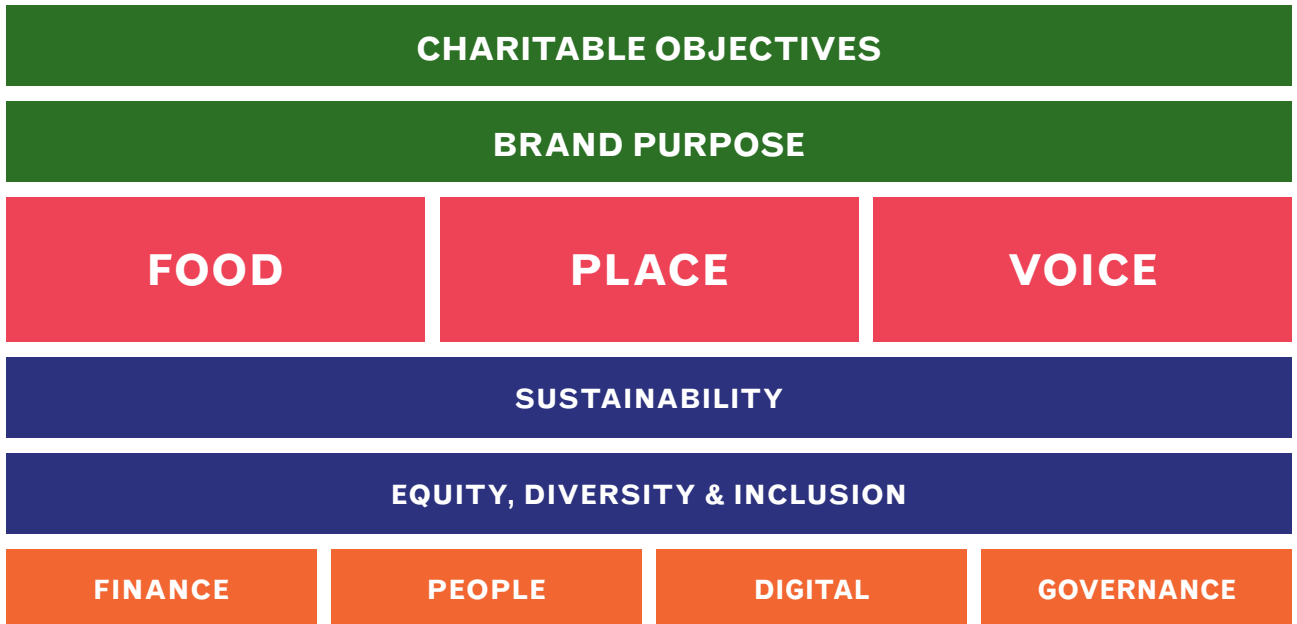 CHARITABLE OBJECTIVES
BRAND PURPOSE
FOOD
PLACE
VOICE
SUSTAINABILITY
EQUITY, DIVERSITY & INCLUSION
FINANCE
PEOPLE
DIGITAL
GOVERNANCE